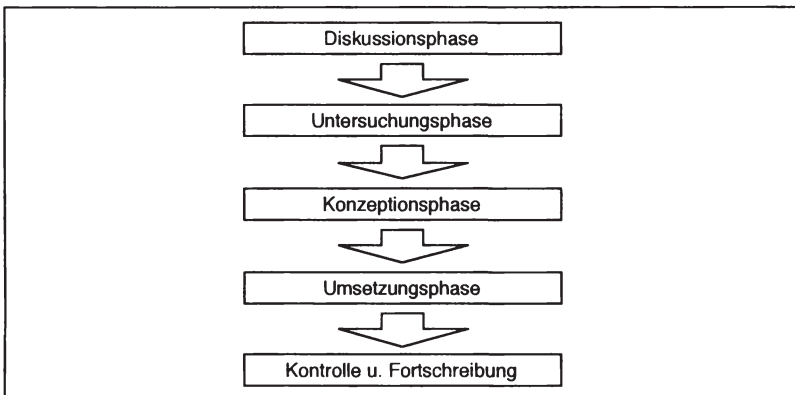 Diskussionsphase
Untersuchungsphase
Konzeptionsphase
Umsetzungsphase
Kontrolle u. Fortschreibung